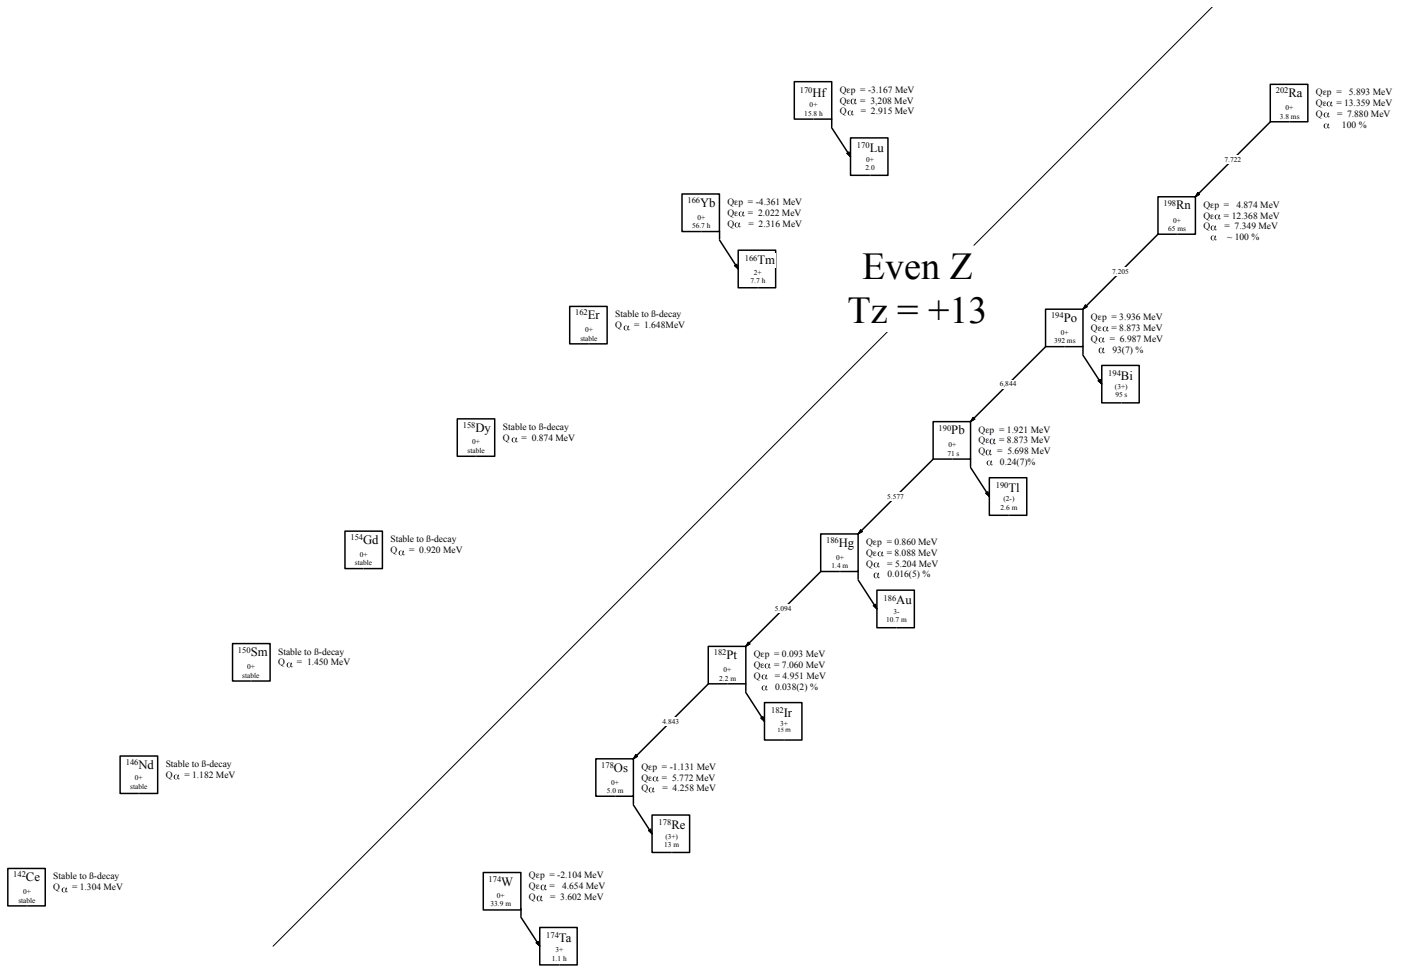 170Hf
0+
15.8 h
Qεp = -3.167 MeV
Qεα = 3,208 MeV
Qα = 2.915 MeV
170Lu
0+
2.0
166Yb
0+
56.7 h
Qεp = -4.361 MeV
Qεα = 2.022 MeV
Qα = 2.316 MeV
166Tm
2+
7.7 h
162Er
0+
stable
Stable to ß-decay
Qα = 1.648MeV
158Dy
0+
stable
Stable to ß-decay
Qα = 0.874 MeV
154Gd
0+
stable
Stable to ß-decay
Qα = 0.920 MeV
150Sm
0+
stable
Stable to ß-decay
Qα = 1.450 MeV
146Nd
0+
stable
Stable to ß-decay
Qα = 1.182 MeV
142Ce
0+
stable
Stable to ß-decay
Qα = 1.304 MeV
Even Z
Tz = +13
202Ra
0+
3.8 ms
Qεp = 5.893 MeV
Qεα = 13.359 MeV
Qα = 7.880 MeV
α 100 %
7.722
198Rn
0+
65 ms
Qεp = 4.874 MeV
Qεα = 12.368 MeV
Qα = 7.349 MeV
α ~ 100 %
7.205
194Po
0+
392 ms
Qεp = 3.936 MeV
Qεα = 8.873 MeV
Qα = 6.987 MeV
α 93(7) %
194Bi
(3+)
95 s
6.844
190Pb
0+
71 s
Qεp = 1.921 MeV
Qεα = 8.873 MeV
Qα = 5.698 MeV
α 0.24(7)%
190Tl
(2-)
2.6 m
5.577
186Hg
0+
1.4 m
Qεp = 0.860 MeV
Qεα = 8.088 MeV
Qα = 5.204 MeV
α 0.016(5) %
186Au
3-
10.7 m
5.094
182Pt
0+
2.2 m
Qεp = 0.093 MeV
Qεα = 7.060 MeV
Qα = 4.951 MeV
α 0.038(2) %
182Ir
3+
15 m
4.843
178Os
0+
5.0 m
Qεp = -1.131 MeV
Qεα = 5.772 MeV
Qα = 4.258 MeV
178Re
(3+)
13 m
174W
0+
33.9 m
Qεp = -2.104 MeV
Qεα = 4.654 MeV
Qα = 3.602 MeV
174Ta
3+
1.1 h